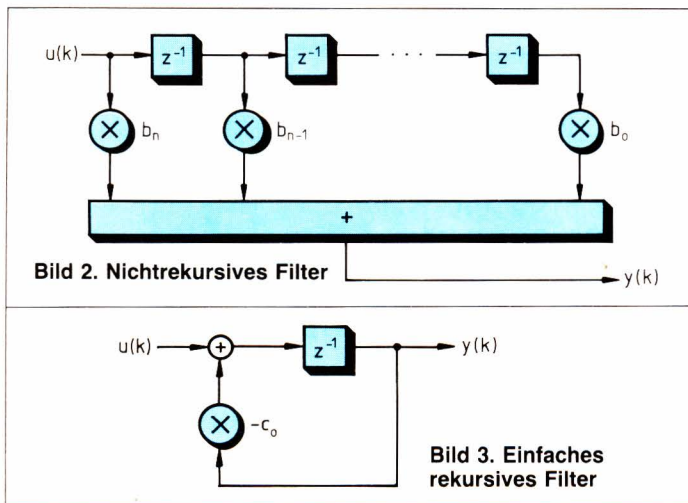 u(k) z⁻¹ z⁻¹ · · · z⁻¹
× bₙ × bₙ₋₁ × b₀
+
Bild 2. Nichtrekursives Filter
y(k)
u(k) + z⁻¹ y(k)
× -c₀
Bild 3. Einfaches
rekursives Filter